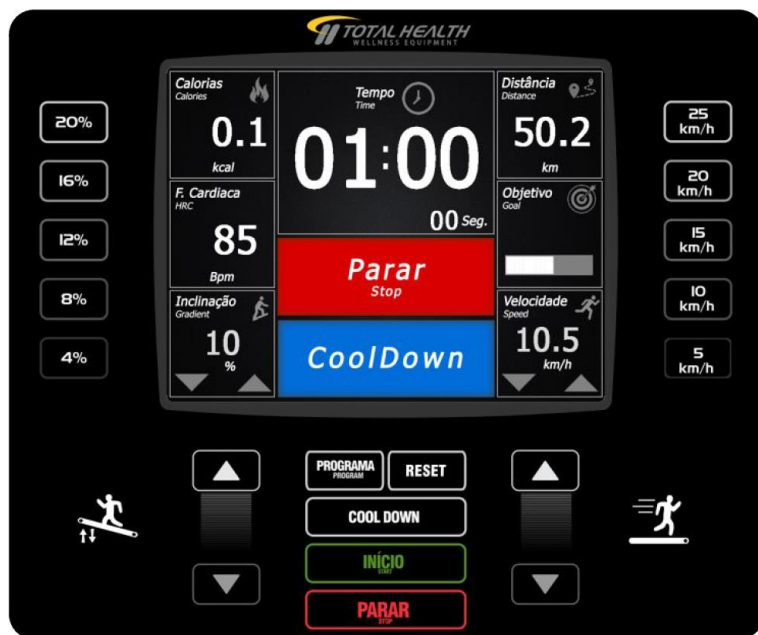 TOTAL HEALTH
WELLNESS EQUIPMENT
20%
16%
12%
8%
4%
Calorias
Calories
0.1
kcal
F. Cardiaca
HRC
85
Bpm
Inclinação
Gradient
10
%
Tempo
Time
01:00
00 Seg.
Parar
Stop
CoolDown
Distância
Distance
50.2
km
Objetivo
Goal
Velocidade
Speed
10.5
km/h
25
km/h
20
km/h
15
km/h
10
km/h
5
km/h
PROGRAMA
PROGRAM
RESET
COOL DOWN
INÍCIO
START
PARAR
STOP